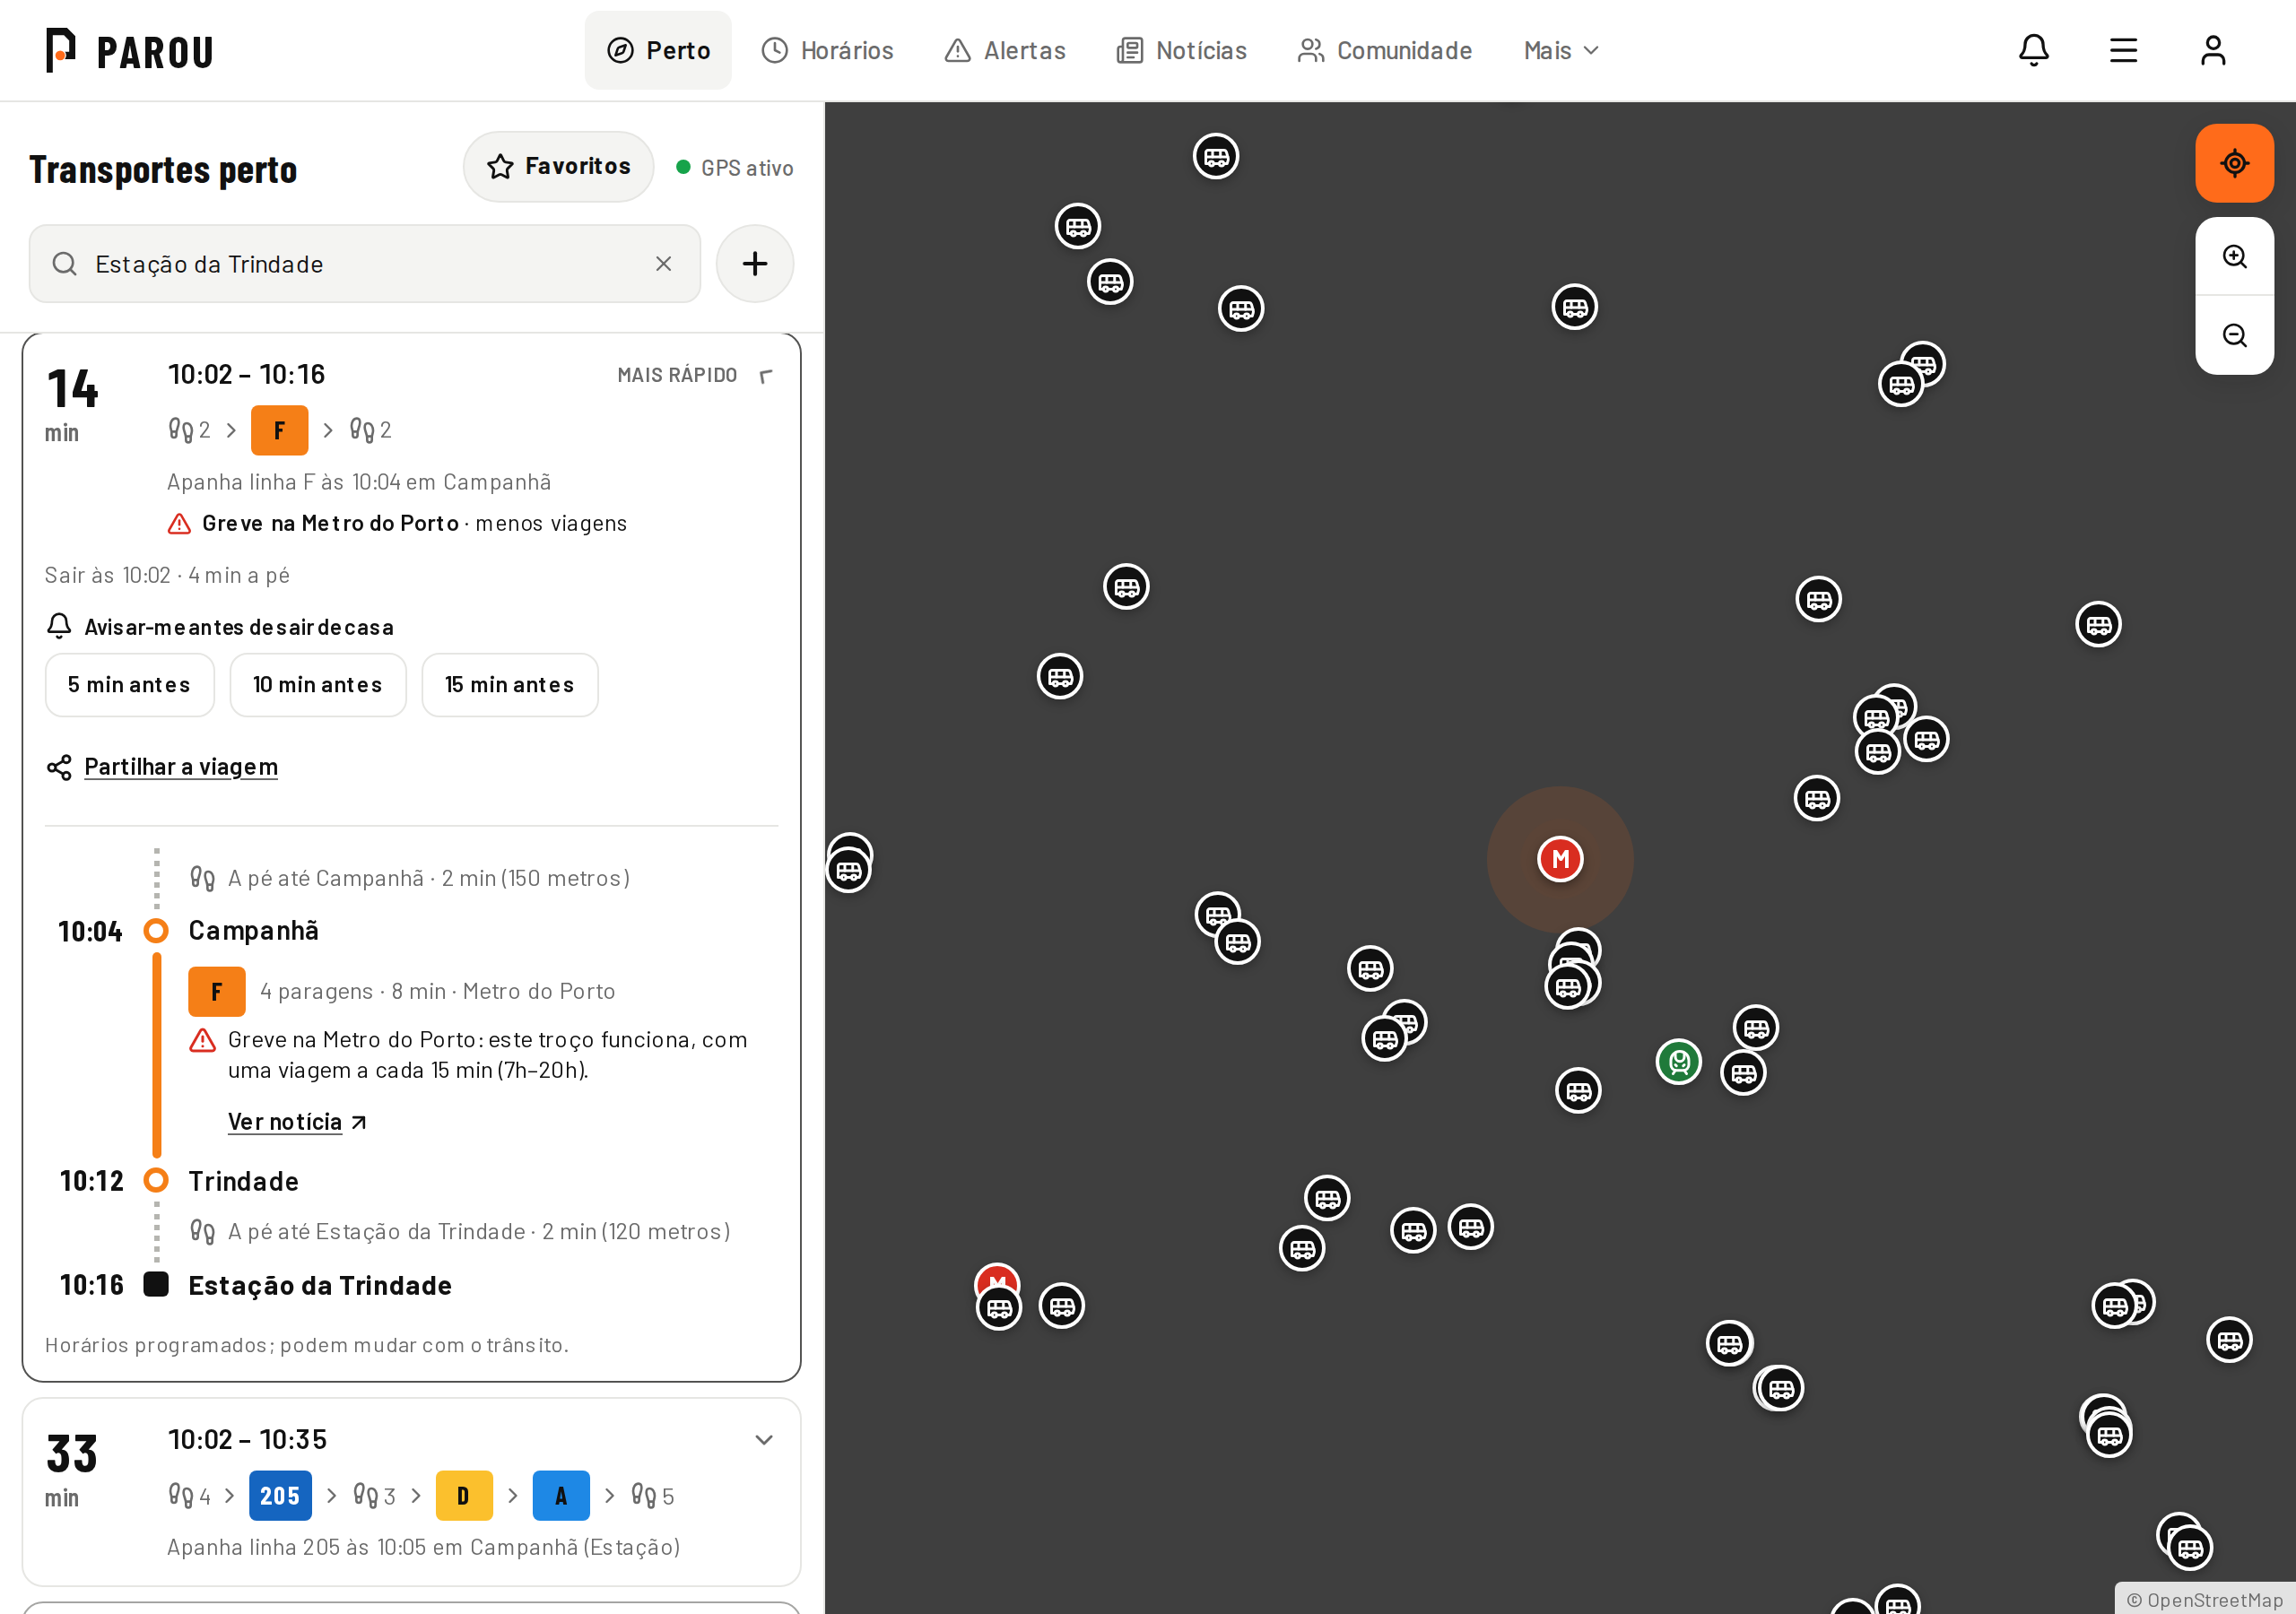 PAROU
Perto
Horários
Alertas
Notícias
Comunidade
Mais
Transportes perto
Favoritos
GPS ativo
Estação da Trindade
14 min
10:02 – 10:16
MAIS RÁPIDO
2 > F > 2
Apanha linha F às 10:04 em Campanhã
Greve na Metro do Porto · menos viagens
Sair às 10:02 · 4 min a pé
Avisar-me antes de sair de casa
5 min antes
10 min antes
15 min antes
Partilhar a viagem
A pé até Campanhã · 2 min (150 metros)
10:04 Campanhã
F 4 paragens · 8 min · Metro do Porto
Greve na Metro do Porto: este troço funciona, com
uma viagem a cada 15 min (7h–20h).
Ver notícia
10:12 Trindade
A pé até Estação da Trindade · 2 min (120 metros)
10:16 Estação da Trindade
Horários programados; podem mudar com o trânsito.
33 min
10:02 – 10:35
4 > 205 > 3 > D > A > 5
Apanha linha 205 às 10:05 em Campanhã (Estação)
M
M
© OpenStreetMap